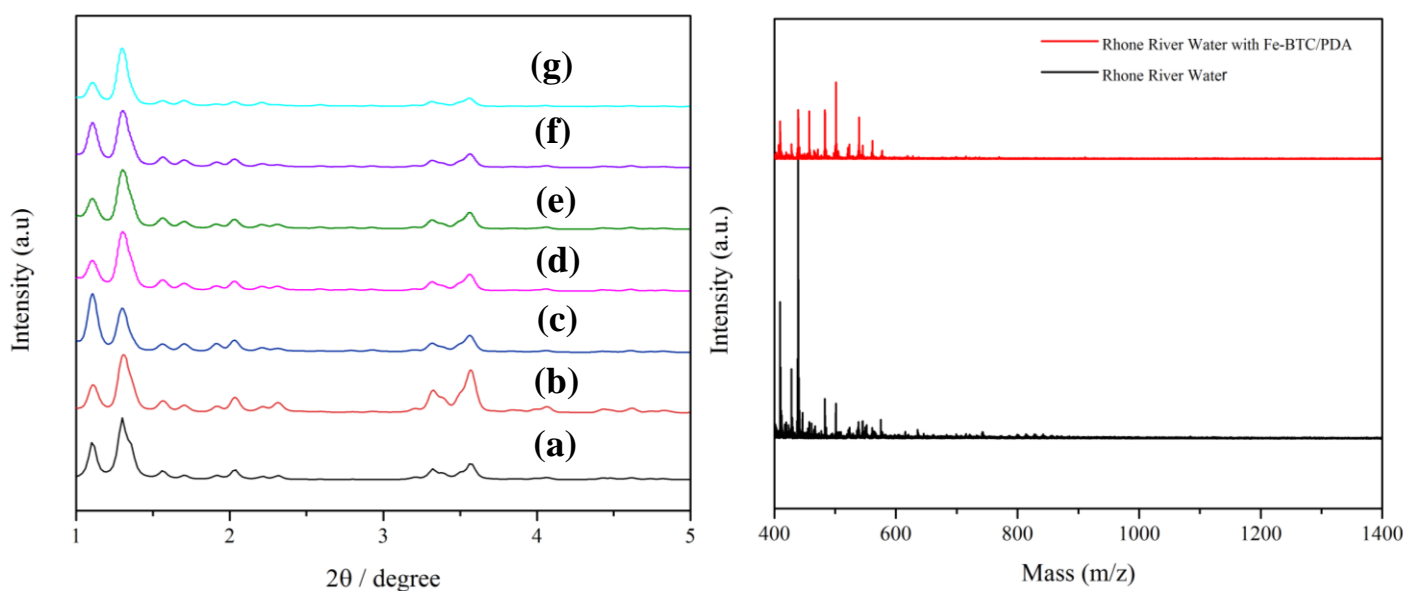 (g)
(f)
(e)
(d)
(c)
(b)
(a)
Intensity (a.u)
1 2 3 4 5
2θ / degree
Rhone River Water with Fe-BTC/PDA
Rhone River Water
Intensity (a.u.)
400 600 800 1000 1200 1400
Mass (m/z)